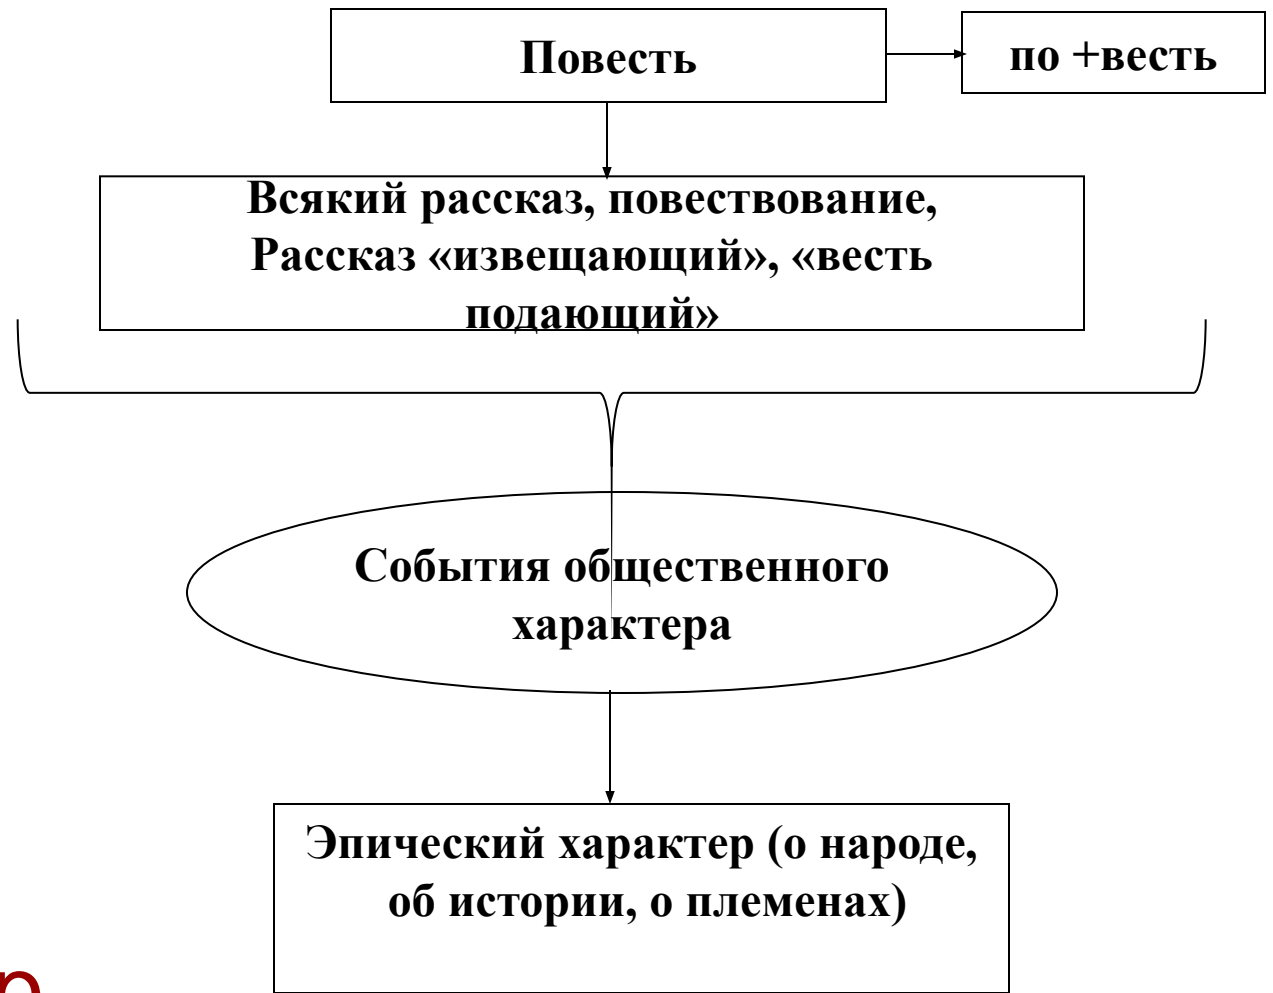 Повесть
по +весть
Всякий рассказ, повествование,
Рассказ «извещающий», «весть
подающий»
События общественного
характера
Эпический характер (о народе,
об истории, о племенах)